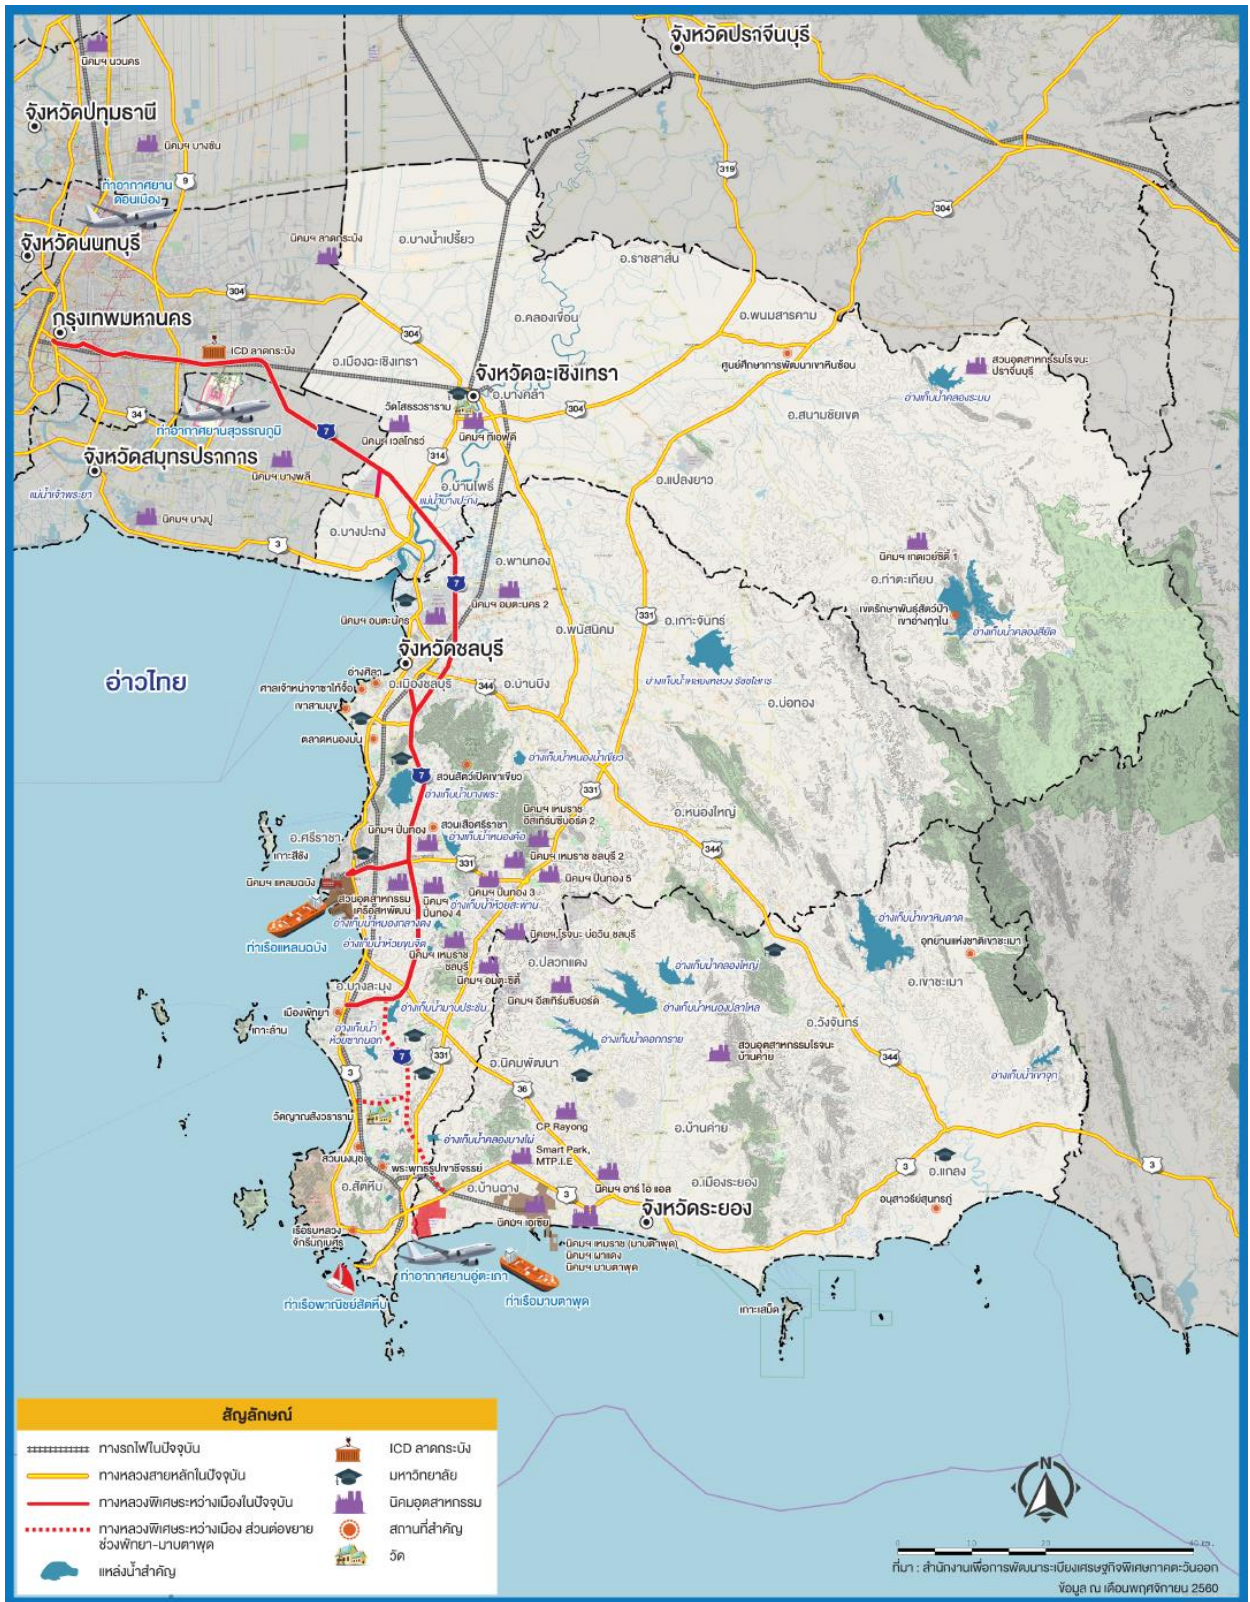 จังหวัดปราจีนบุรี
นิคมฯ นวนคร
จังหวัดปทุมธานี
นิคมฯ บางชัน
319
9
ท่าอากาศยาน
ดอนเมือง
304
จังหวัดนนทบุรี
นิคมฯ ลาดกระบัง
อ.บางน้ำเปรี้ยว
อ.ราชสาส์น
304
กรุงเทพมหานคร
อ.คลองเขื่อน
อ.พนมสารคาม
304
ICD ลาดกระบัง
อ.เมืองฉะเชิงเทรา
ศูนย์ศึกษาการพัฒนาเขาหินซ้อน
สวนอุตสาหกรรมโรจนะ
ปราจีนบุรี
จังหวัดฉะเชิงเทรา
อ.บางคล้า
อ่างเก็บน้ำคลองระบม
34
วัดโสธรวราราม
304
อ.สนามชัยเขต
ท่าอากาศยานสุวรรณภูมิ
7
นิคมฯ เวลโกรว์
นิคมฯ ทีเอฟดี
จังหวัดสมุทรปราการ
314
นิคมฯ บางพลี
อ.แปลงยาว
แม่น้ำเจ้าพระยา
อ.บ้านโพธิ์
แม่น้ำบางปะกง
นิคมฯ บางปู
อ.บางปะกง
3
นิคมฯ เกตเวย์ซิตี้ 1
อ.พานทอง
7
อ.ท่าตะเกียบ
นิคมฯ อมตะนคร 2
เขตรักษาพันธุ์สัตว์ป่า
เขาอ่างฤาไน
นิคมฯ อมตะนคร
331
อ.เกาะจันทร์
อ.พนัสนิคม
อ่างเก็บน้ำคลองสียัด
จังหวัดชลบุรี
อ่าวไทย
อ่างศิลา
อ.เมืองชลบุรี
344
อ.บ้านบึง
อ่างเก็บน้ำคลองหลวง รัชชโลทร
ศาลเจ้าหน่าจาซาไท้จื้อ
เขาสามมุข
อ.บ่อทอง
ตลาดหนองมน
อ่างเก็บน้ำหนองน้ำเขียว
7
สวนสัตว์เปิดเขาเขียว
อ่างเก็บน้ำบางพระ
331
นิคมฯ เหมราช
อีสเทิร์นซีบอร์ด 2
อ.หนองใหญ่
นิคมฯ ปิ่นทอง
สวนเสือศรีราชา
อ.ศรีราชา
อ่างเก็บน้ำหนองค้อ
344
เกาะสีชัง
331
นิคมฯ เหมราช ชลบุรี 2
นิคมฯ แหลมฉบัง
นิคมฯ ปิ่นทอง 5
นิคมฯ ปิ่นทอง 3
สวนอุตสาหกรรม
เครือสหพัฒน์
นิคมฯ
ปิ่นทอง 4
อ่างเก็บน้ำห้วยสะพาน
อ่างเก็บน้ำหนองกลางดง
อ่างเก็บน้ำเขาหินดาด
ท่าเรือแหลมฉบัง
อ่างเก็บน้ำห้วยขุนจิต
นิคมฯ โรจนะ บ่อวิน ชลบุรี
อุทยานแห่งชาติเขาชะเมา
นิคมฯ เหมราช
ชลบุรี
อ.ปลวกแดง
อ่างเก็บน้ำคลองใหญ่
นิคมฯ อมตะซิตี้
อ.บางละมุง
อ.เขาชะเมา
นิคมฯ อีสเทิร์นซีบอร์ด
เมืองพัทยา
อ่างเก็บน้ำมาบประชัน
อ่างเก็บน้ำหนองปลาไหล
อ.วังจันทร์
เกาะล้าน
อ่างเก็บน้ำ
ห้วยซากนอก
อ่างเก็บน้ำดอกกราย
7
331
อ.นิคมพัฒนา
สวนอุตสาหกรรมโรจนะ
บ้านค่าย
344
3
36
อ่างเก็บน้ำเขาจุก
วัดญาณสังวราราม
CP Rayong
อ.บ้านค่าย
อ่างเก็บน้ำคลองบางไผ่
สวนนงนุช
Smart Park,
MTP.I.E
3
3
พระพุทธรูปเขาชีจรรย์
อ.แกลง
อ.สัตหีบ
อ.บ้านฉาง
3
นิคมฯ อาร์ ไอ แอล
อ.เมืองระยอง
อนุสาวรีย์สุนทรภู่
จังหวัดระยอง
นิคมฯ เอเซีย
เรือรบหลวง
จักรีนฤเบศร
นิคมฯ เหมราช (มาบตาพุด)
นิคมฯ ผาแดง
นิคมฯ มาบตาพุด
ท่าอากาศยานอู่ตะเภา
ท่าเรือพาณิชย์สัตหีบ
ท่าเรือมาบตาพุด
เกาะเสม็ด
สัญลักษณ์
ทางรถไฟในปัจจุบัน
ICD ลาดกระบัง
ทางหลวงสายหลักในปัจจุบัน
มหาวิทยาลัย
ทางหลวงพิเศษระหว่างเมืองในปัจจุบัน
นิคมอุตสาหกรรม
ทางหลวงพิเศษระหว่างเมือง ส่วนต่อขยาย
ช่วงพัทยา-มาบตาพุด
สถานที่สำคัญ
วัด
แหล่งน้ำสำคัญ
N
0 10 20 40 km.
ที่มา : สำนักงานเพื่อการพัฒนาระเบียงเศรษฐกิจพิเศษภาคตะวันออก
ข้อมูล ณ เดือนพฤศจิกายน 2560